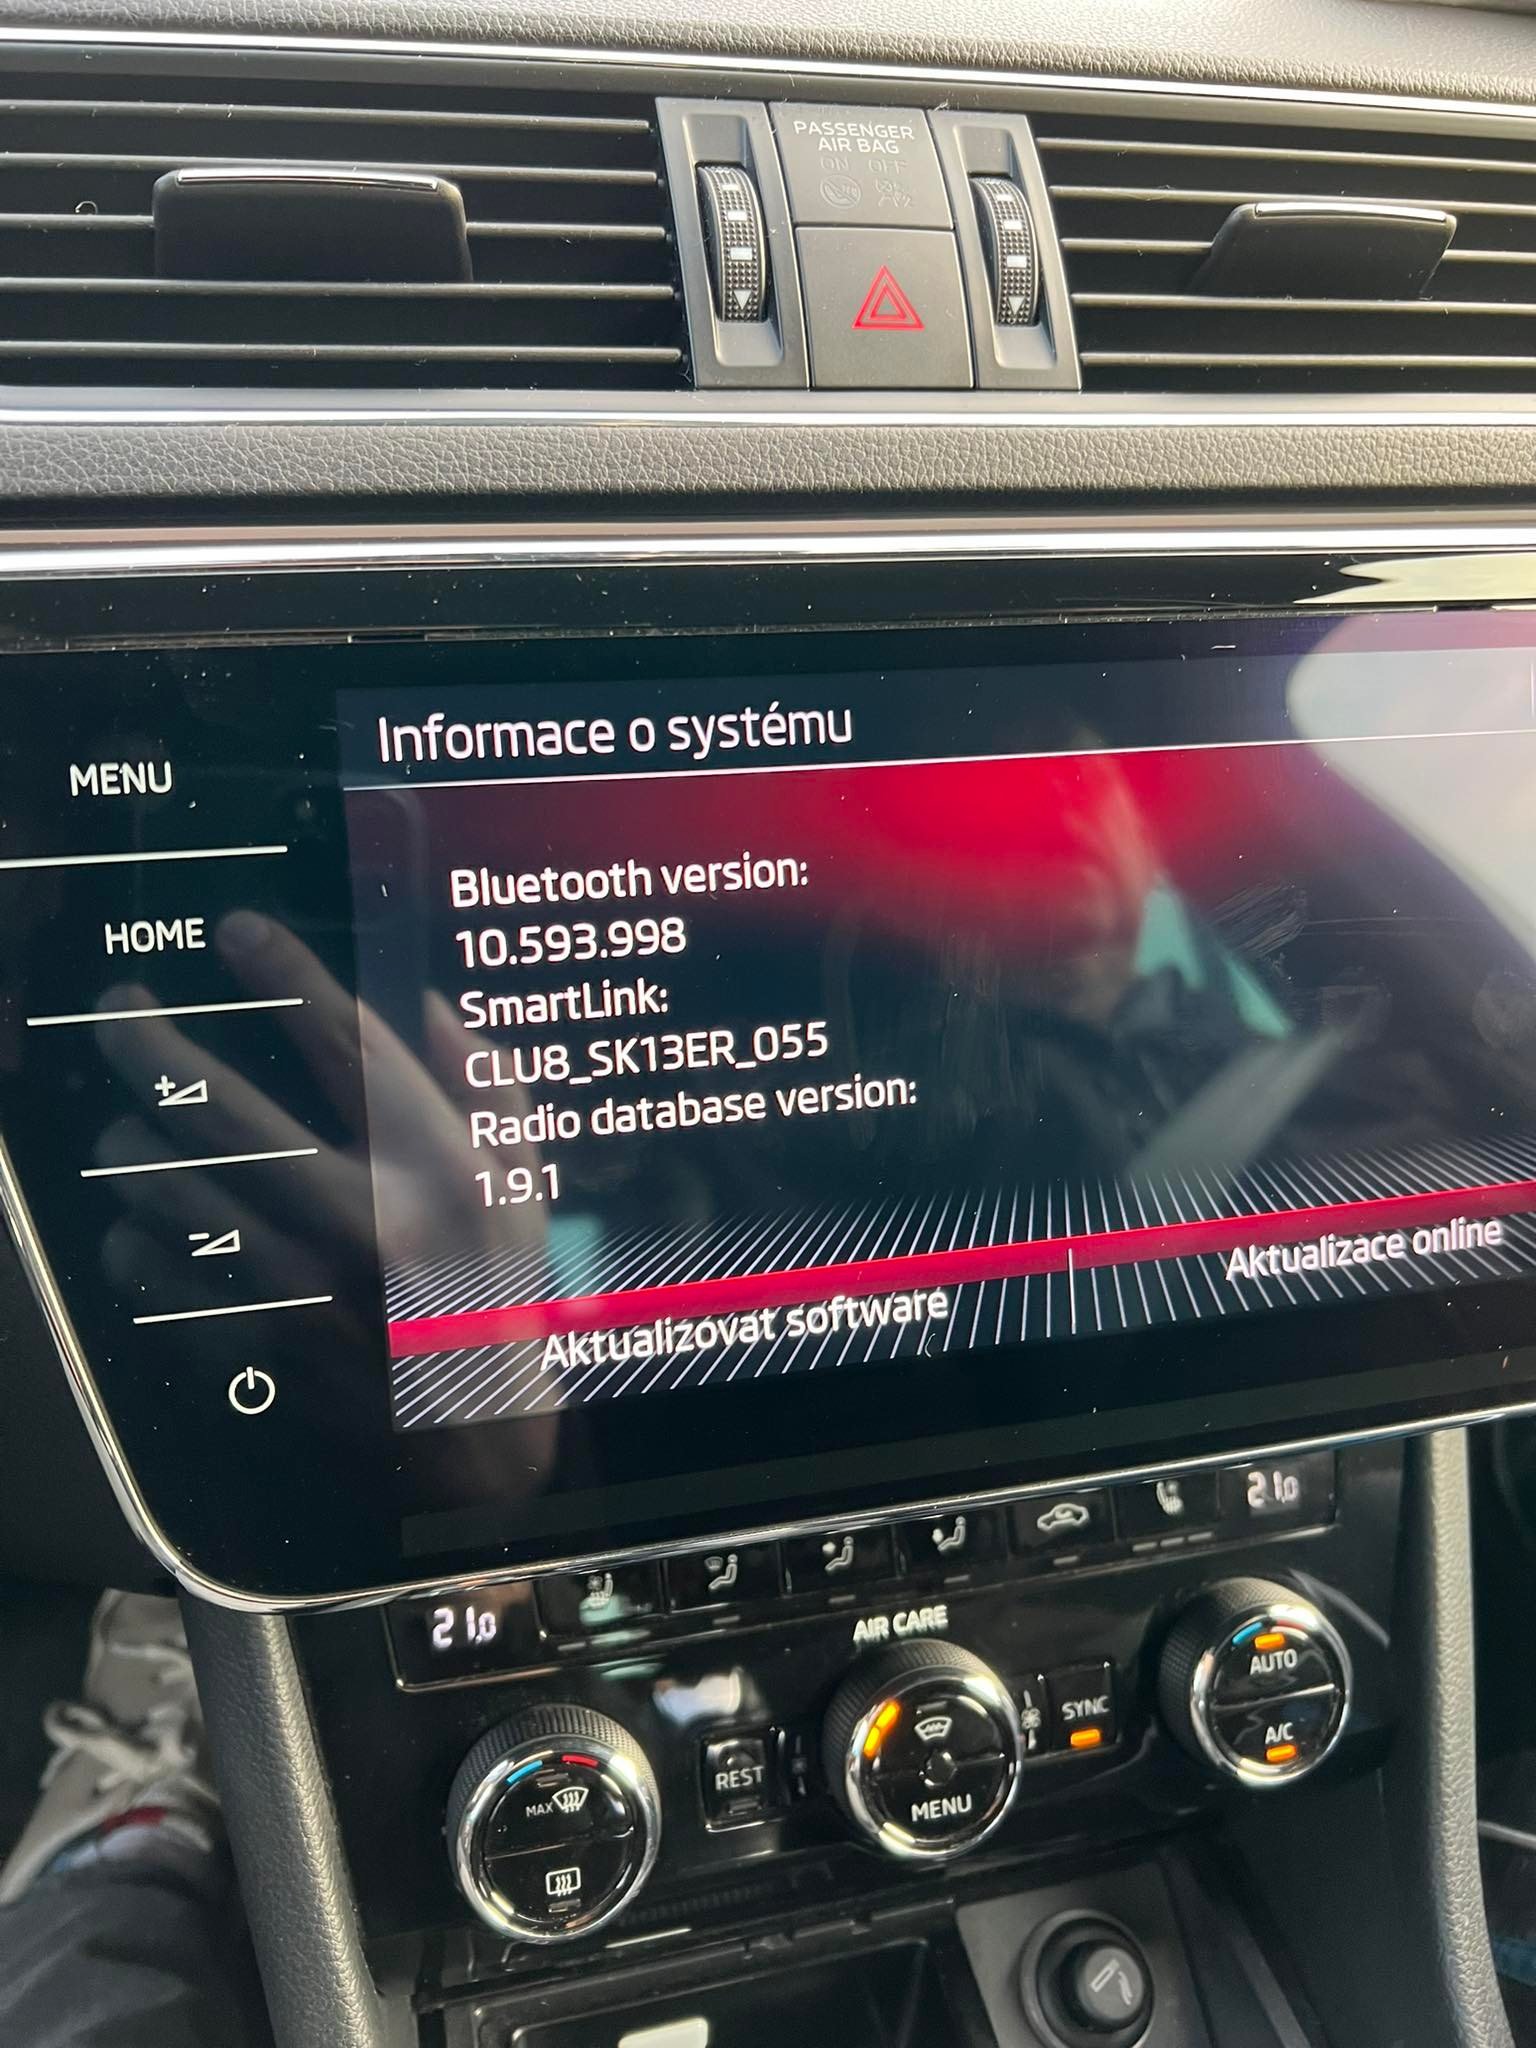 PASSENGER
AIR BAG
ON OFF
Informace o systému
MENU
Bluetooth version:
HOME
10.593.998
SmartLink:
CLU8_SK13ER_055
Radio database version:
1.9.1
Aktualizovat software
Aktualizace online
21.0
21.0
AIR CARE
AUTO
SYNC
A/C
REST
MAX
MENU